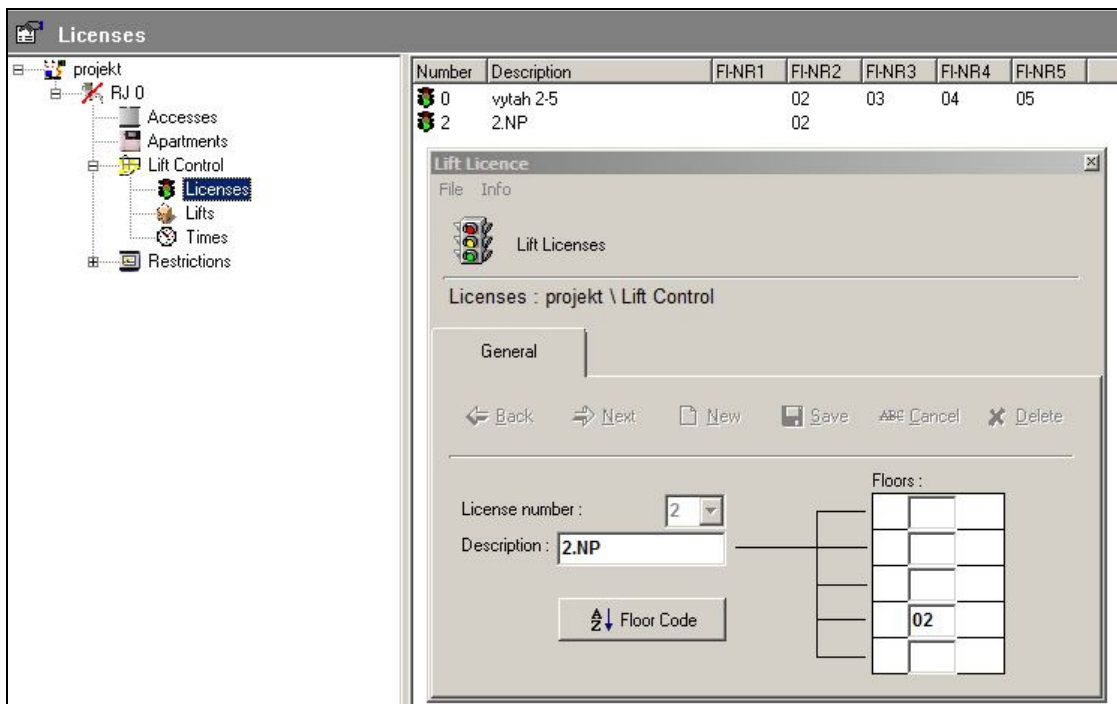 Licenses
projekt
RJ 0
Accesses
Apartments
Lift Control
Licenses
Lifts
Times
Restrictions
Number Description FI-NR1 FI-NR2 FI-NR3 FI-NR4 FI-NR5
0 vytah 2-5 02 03 04 05
2 2.NP 02
Lift Licence
File Info
Lift Licenses
Licenses : projekt \ Lift Control
General
Back Next New Save ABC Cancel Delete
Floors :
License number : 2
Description : 2.NP
AZ Floor Code
02